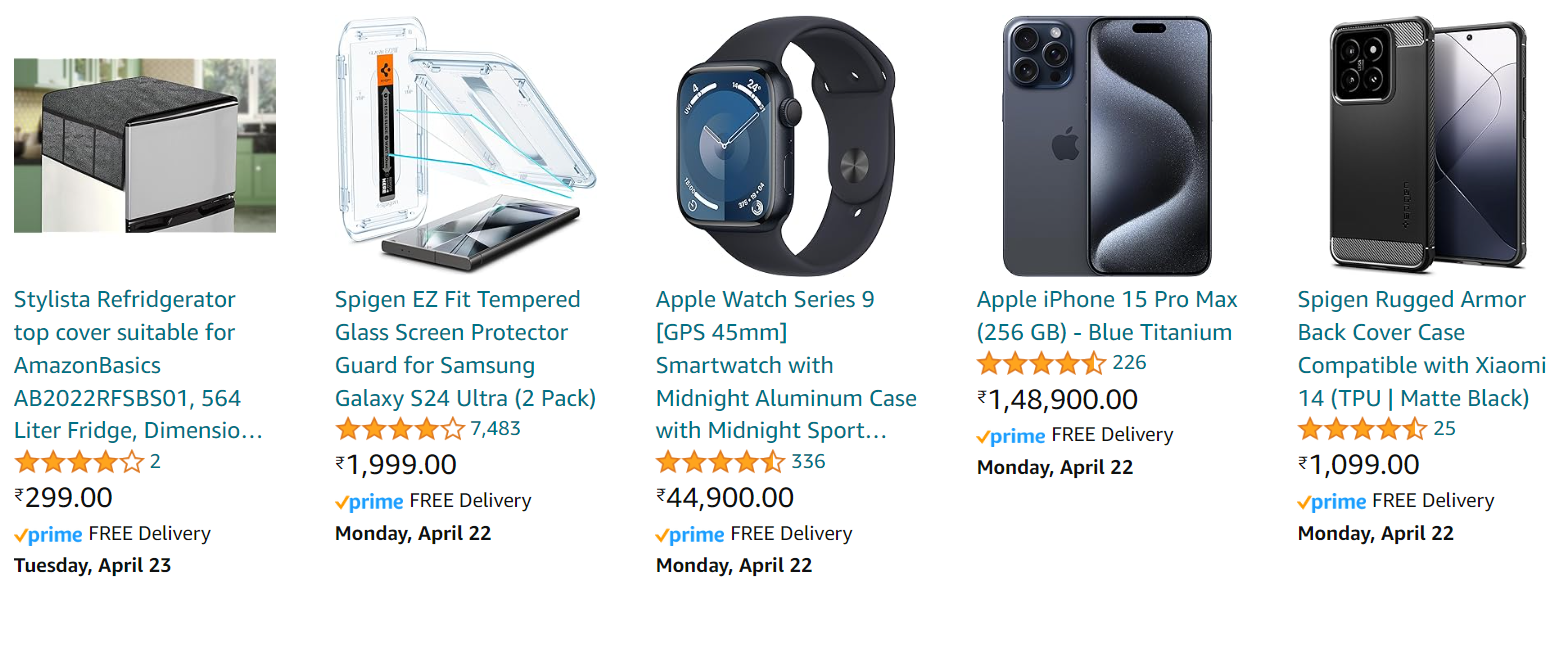 Stylista Refridgerator
top cover suitable for
AmazonBasics
AB2022RFSBS01, 564
Liter Fridge, Dimensio…
2
₹299.00
prime FREE Delivery
Tuesday, April 23
Spigen EZ Fit Tempered
Glass Screen Protector
Guard for Samsung
Galaxy S24 Ultra (2 Pack)
7,483
₹1,999.00
prime FREE Delivery
Monday, April 22
Apple Watch Series 9
[GPS 45mm]
Smartwatch with
Midnight Aluminum Case
with Midnight Sport…
336
₹44,900.00
prime FREE Delivery
Monday, April 22
Apple iPhone 15 Pro Max
(256 GB) - Blue Titanium
226
₹1,48,900.00
prime FREE Delivery
Monday, April 22
spigen
Spigen Rugged Armor
Back Cover Case
Compatible with Xiaomi
14 (TPU | Matte Black)
25
₹1,099.00
prime FREE Delivery
Monday, April 22